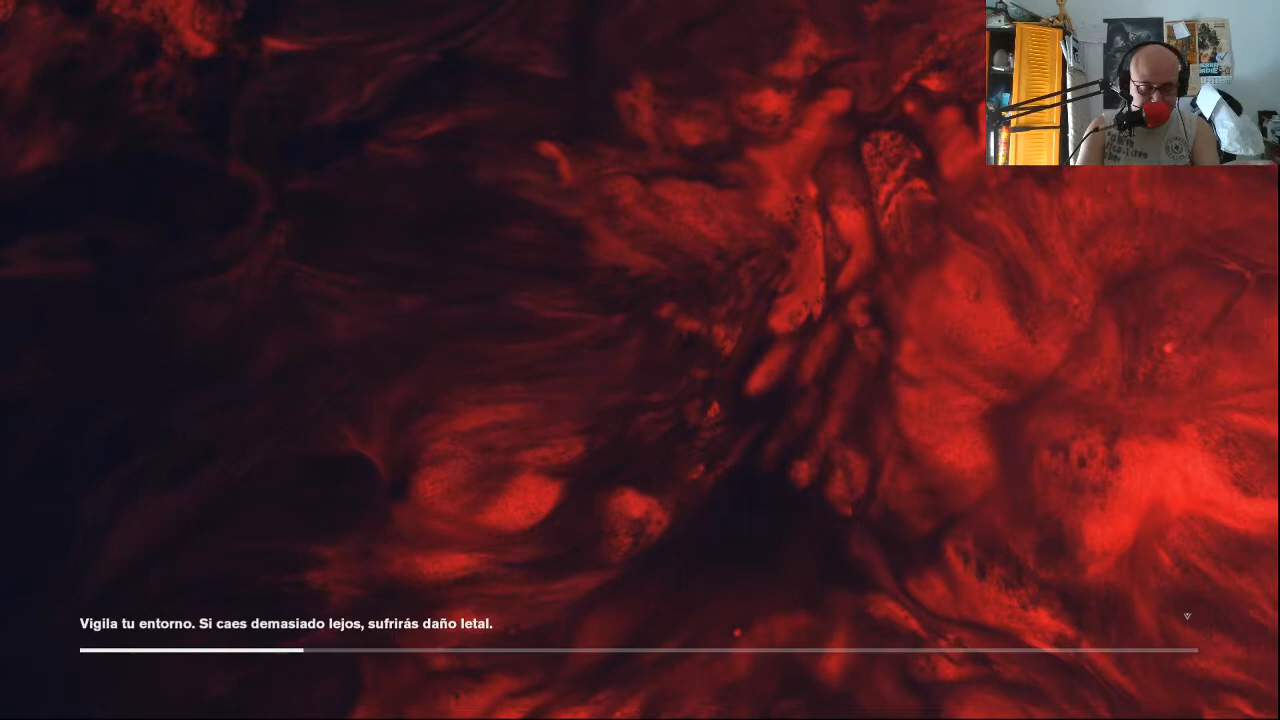 Vigila tu entorno. Si caes demasiado lejos, sufrirás daño letal.